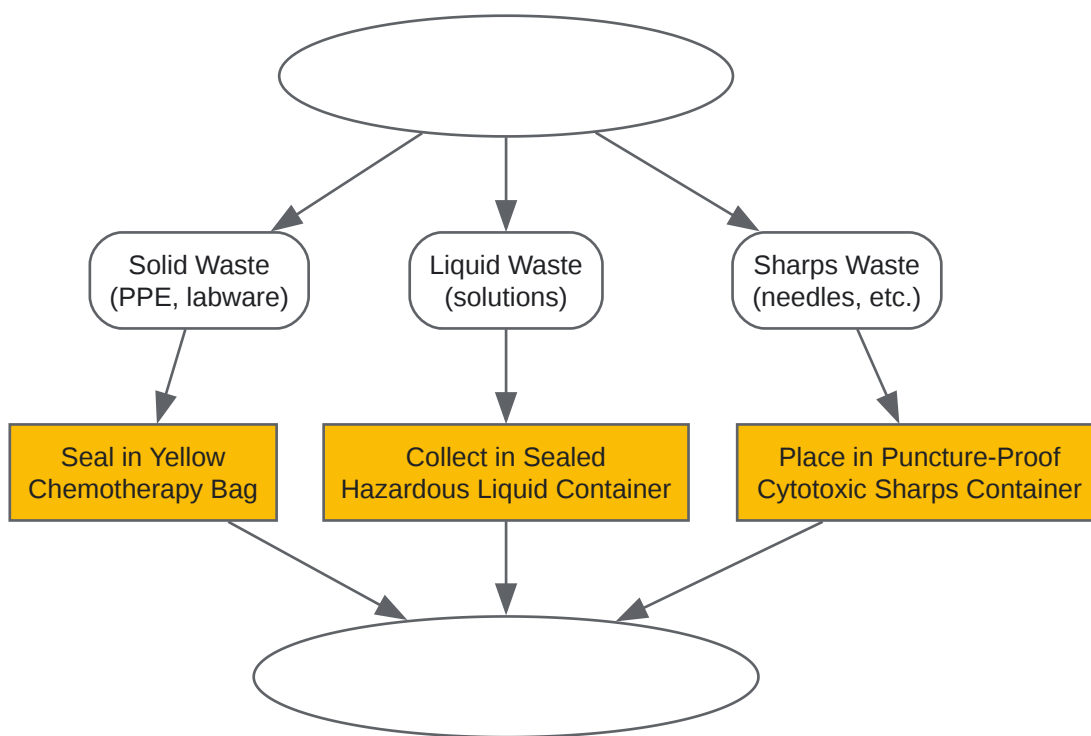 Solid Waste
(PPE, labware)
Liquid Waste
(solutions)
Sharps Waste
(needles, etc.)
Seal in Yellow
Chemotherapy Bag
Collect in Sealed
Hazardous Liquid Container
Place in Puncture-Proof
Cytotoxic Sharps Container